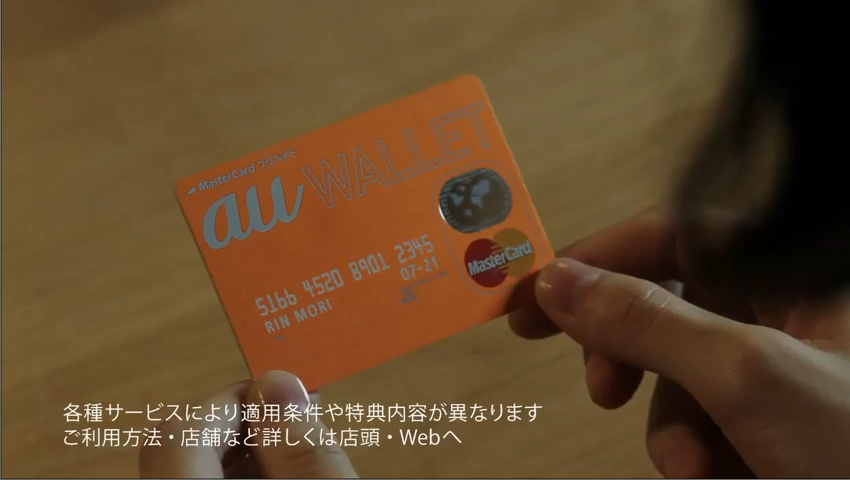 MasterCard プリペイド
au WALLET
5166 4520 8901 2345
07-21
RIN MORI
MasterCard
各種サービスにより適用条件や特典内容が異なります
ご利用方法・店舗など詳しくは店頭・Webへ